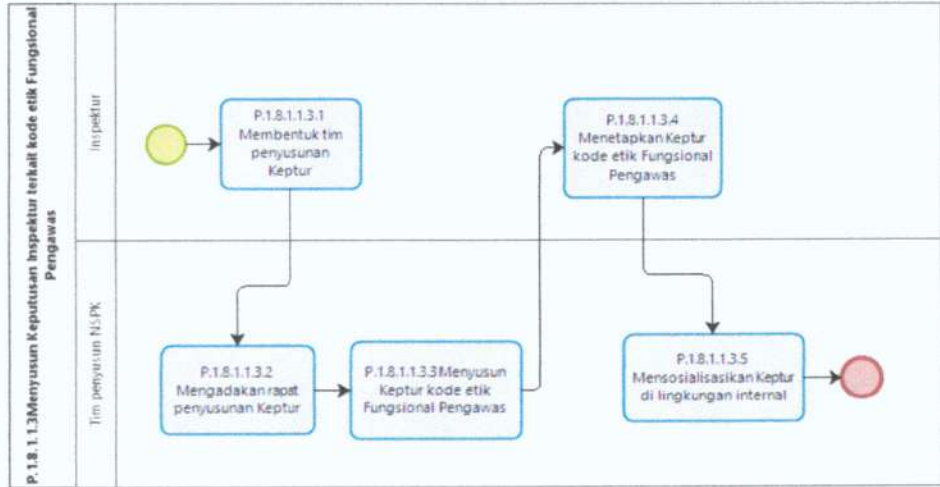 P.1.8.1.1.3Menyusun Keputusan Inspektur terkait kode etik Fungsional
Pengawas
Inspektur
P.1.8.1.1.3.1
Membentuk tim
penyusunan
Keptur
P.1.8.1.1.3.4
Menetapkan Keptur
kode etik Fungsional
Pengawas
Tim penyusun NSPK
P.1.8.1.1.3.2
Mengadakan rapat
penyusunan Keptur
P.1.8.1.1.3.3Menyusun
Keptur kode etik
Fungsional Pengawas
P.1.8.1.1.3.5
Mensosialisasikan Keptur
di lingkungan internal